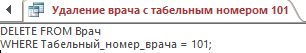 Удаление врача с табельным номером 101
DELETE FROM Врач
WHERE Табельный_номер_врача = 101;